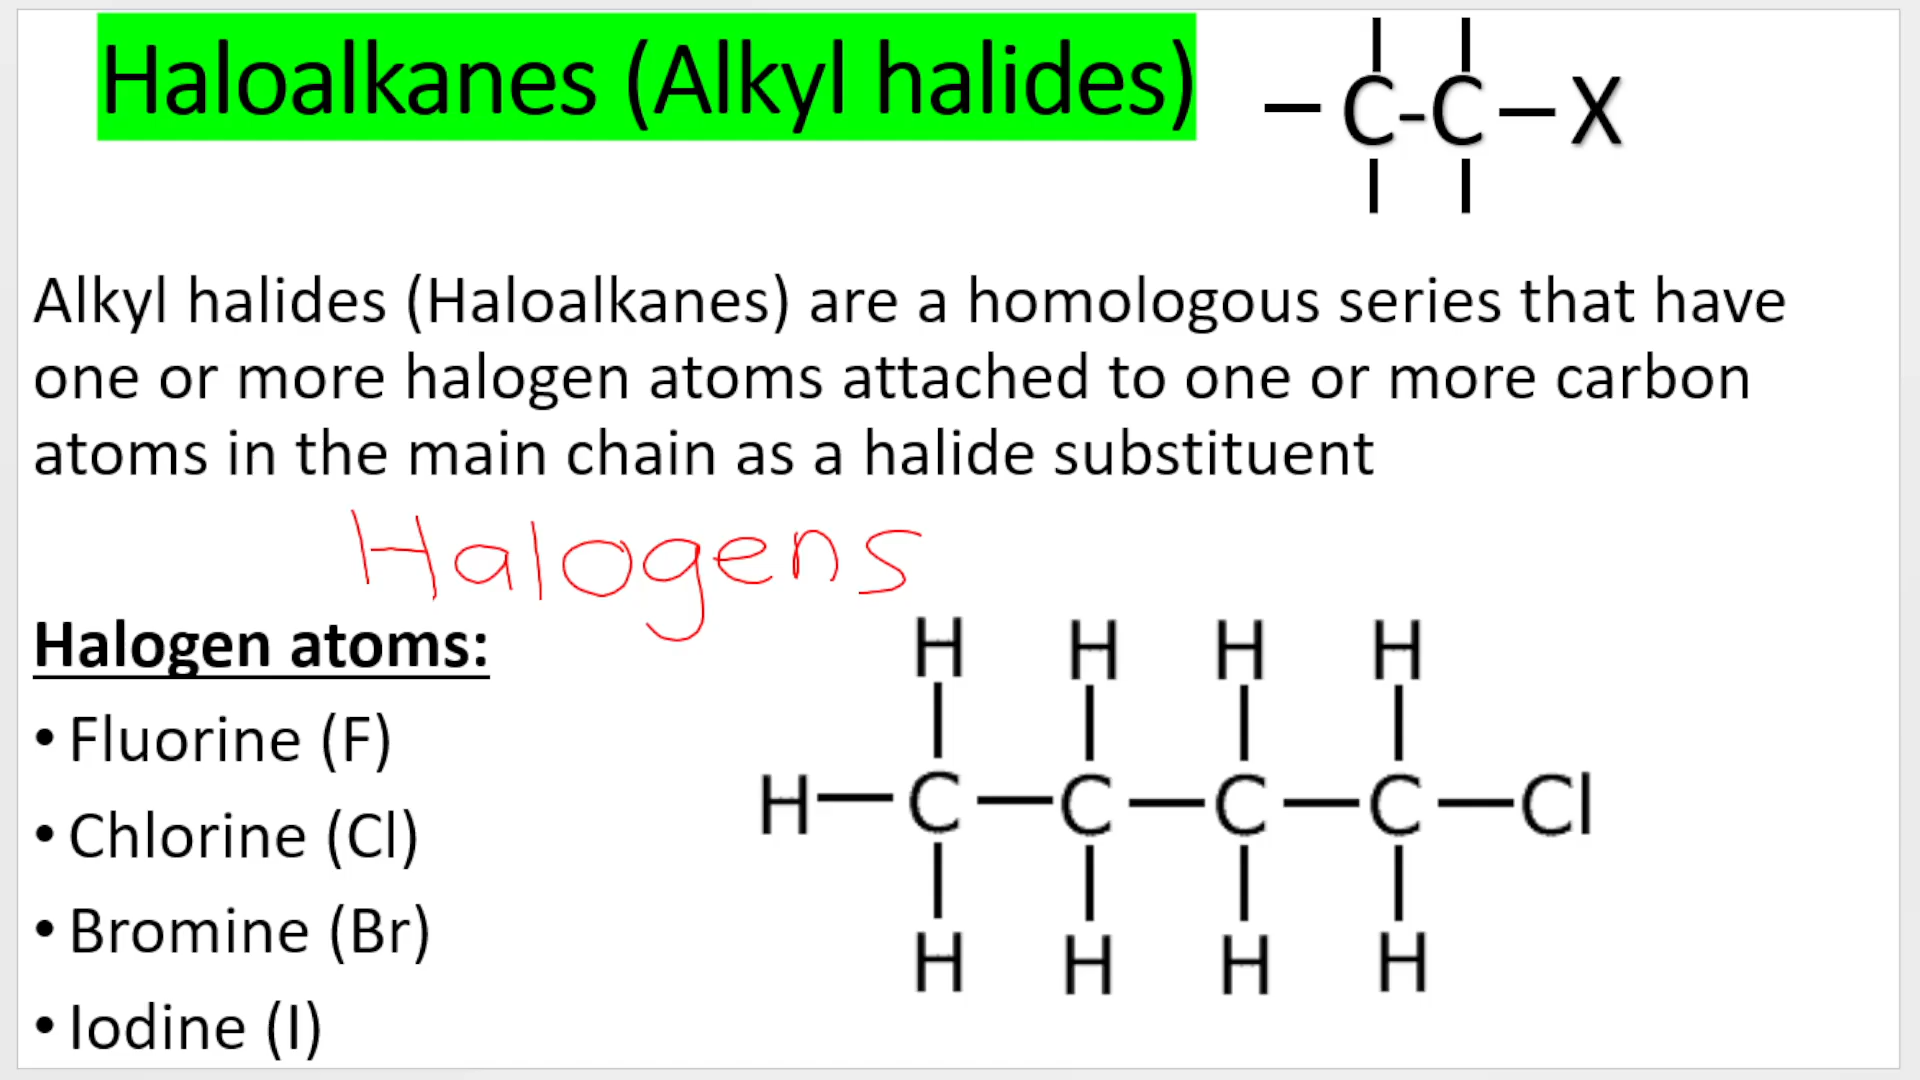 Haloalkanes (Alkyl halides)
– C-C – X
Alkyl halides (Haloalkanes) are a homologous series that have
one or more halogen atoms attached to one or more carbon
atoms in the main chain as a halide substituent
Halogens
Halogen atoms:
• Fluorine (F)
• Chlorine (Cl)
• Bromine (Br)
• Iodine (I)
H H H H
H—C—C—C—C—Cl
H H H H